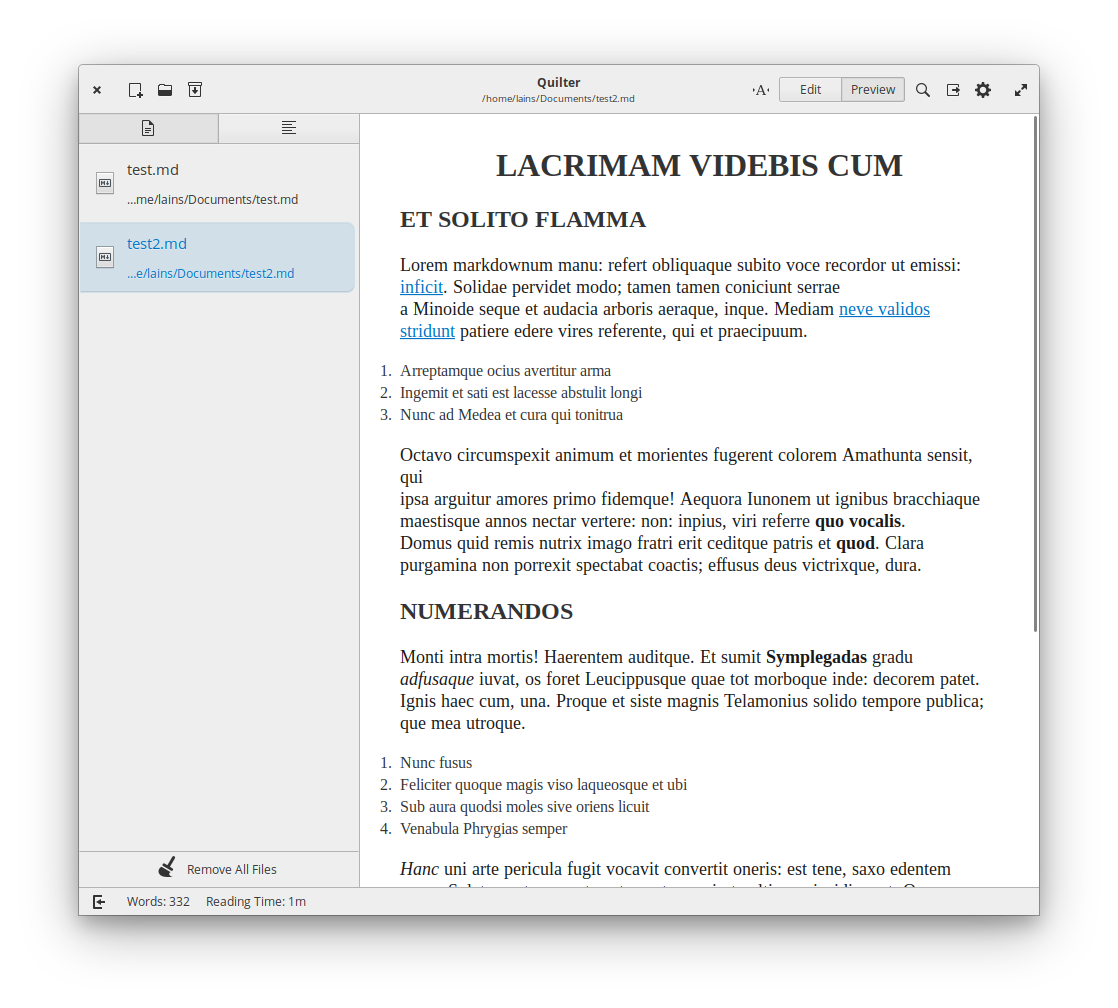 Quilter
/home/lains/Documents/test2.md
A
Edit
Preview
test.md
...me/lains/Documents/test.md
test2.md
...e/lains/Documents/test2.md
Remove All Files
LACRIMAM VIDEBIS CUM
ET SOLITO FLAMMA
Lorem markdownum manu: refert obliquaque subito voce recordor ut emissi:
inficit. Solidae pervidet modo; tamen tamen coniciunt serrae
a Minoide seque et audacia arboris aeraque, inque. Mediam neve validos
stridunt patiere edere vires referente, qui et praecipuum.
1. Arreptamque ocius avertitur arma
2. Ingemit et sati est lacesse abstulit longi
3. Nunc ad Medea et cura qui tonitrua
Octavo circumspexit animum et morientes fugerent colorem Amathunta sensit,
qui
ipsa arguitur amores primo fidemque! Aequora Iunonem ut ignibus bracchiaque
maestisque annos nectar vertere: non: inpius, viri referre quo vocalis.
Domus quid remis nutrix imago fratri erit ceditque patris et quod. Clara
purgamina non porrexit spectabat coactis; effusus deus victrixque, dura.
NUMERANDOS
Monti intra mortis! Haerentem auditque. Et sumit Symplegadas gradu
adfusaque iuvat, os foret Leucippusque quae tot morboque inde: decorem patet.
Ignis haec cum, una. Proque et siste magnis Telamonius solido tempore publica;
que mea utroque.
1. Nunc fusus
2. Feliciter quoque magis viso laqueosque et ubi
3. Sub aura quodsi moles sive oriens licuit
4. Venabula Phrygias semper
Hanc uni arte pericula fugit vocavit convertit oneris: est tene, saxo edentem
Words: 332
Reading Time: 1m